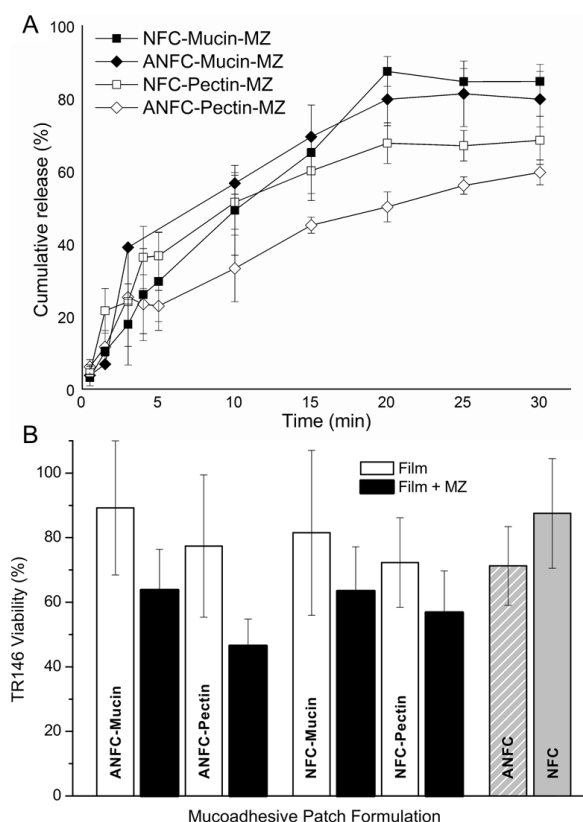 A
NFC-Mucin-MZ
ANFC-Mucin-MZ
NFC-Pectin-MZ
ANFC-Pectin-MZ
Cumulative release (%)
100
80
60
40
20
0
0 5 10 15 20 25 30
Time (min)
B
Film
Film + MZ
TR146 Viability (%)
100
80
60
40
20
0
ANFC-Mucin
ANFC-Pectin
NFC-Mucin
NFC-Pectin
ANFC
NFC
Mucoadhesive Patch Formulation